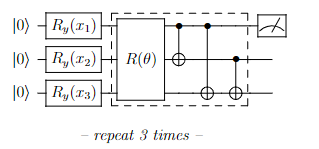 |0⟩ R_y(x_1)
|0⟩ R_y(x_2) R(θ)
|0⟩ R_y(x_3)
– repeat 3 times –